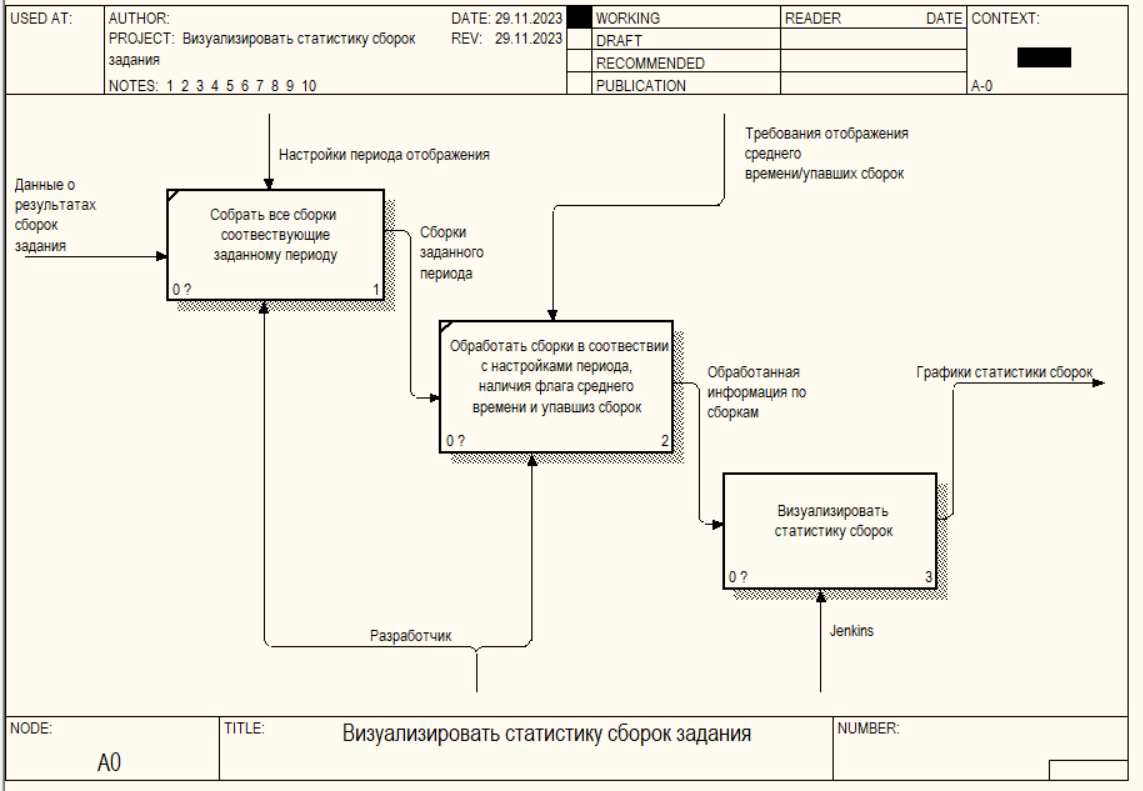 USED AT:
AUTHOR:
DATE: 29.11.2023
PROJECT: Визуализировать статистику сборок
задания
REV: 29.11.2023
NOTES: 1 2 3 4 5 6 7 8 9 10
WORKING
DRAFT
RECOMMENDED
PUBLICATION
READER
DATE
CONTEXT:
A-0
Настройки периода отображения
Требования отображения
среднего
времени/упавших сборок
Данные о
результатах
сборок
задания
Собрать все сборки
соотвествующие
заданному периоду
0 ?
1
Сборки
заданного
периода
Обработать сборки в соотвествии
с настройками периода,
наличия флага среднего
времени и упавшиз сборок
0 ?
2
Обработанная
информация по
сборкам
Графики статистики сборок
Визуализировать
статистику сборок
0 ?
3
Разработчик
Jenkins
NODE:
A0
TITLE:
Визуализировать статистику сборок задания
NUMBER: